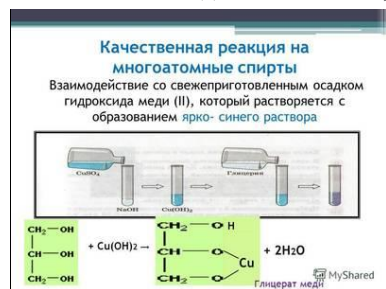 Качественная реакция на
многоатомные спирты
Взаимодействие со свежеприготовленным осадком
гидроксида меди (II), который растворяется с
образованием ярко- синего раствора
CuSO₄
Глицерин
NaOH
Cu(OH)₂
CH₂—OH
CH—OH
CH₂—OH
+ Cu(OH)₂ →
CH₂—O H
CH—O
Cu
CH₂—O
+ 2H₂O
Глицерат меди
MyShared